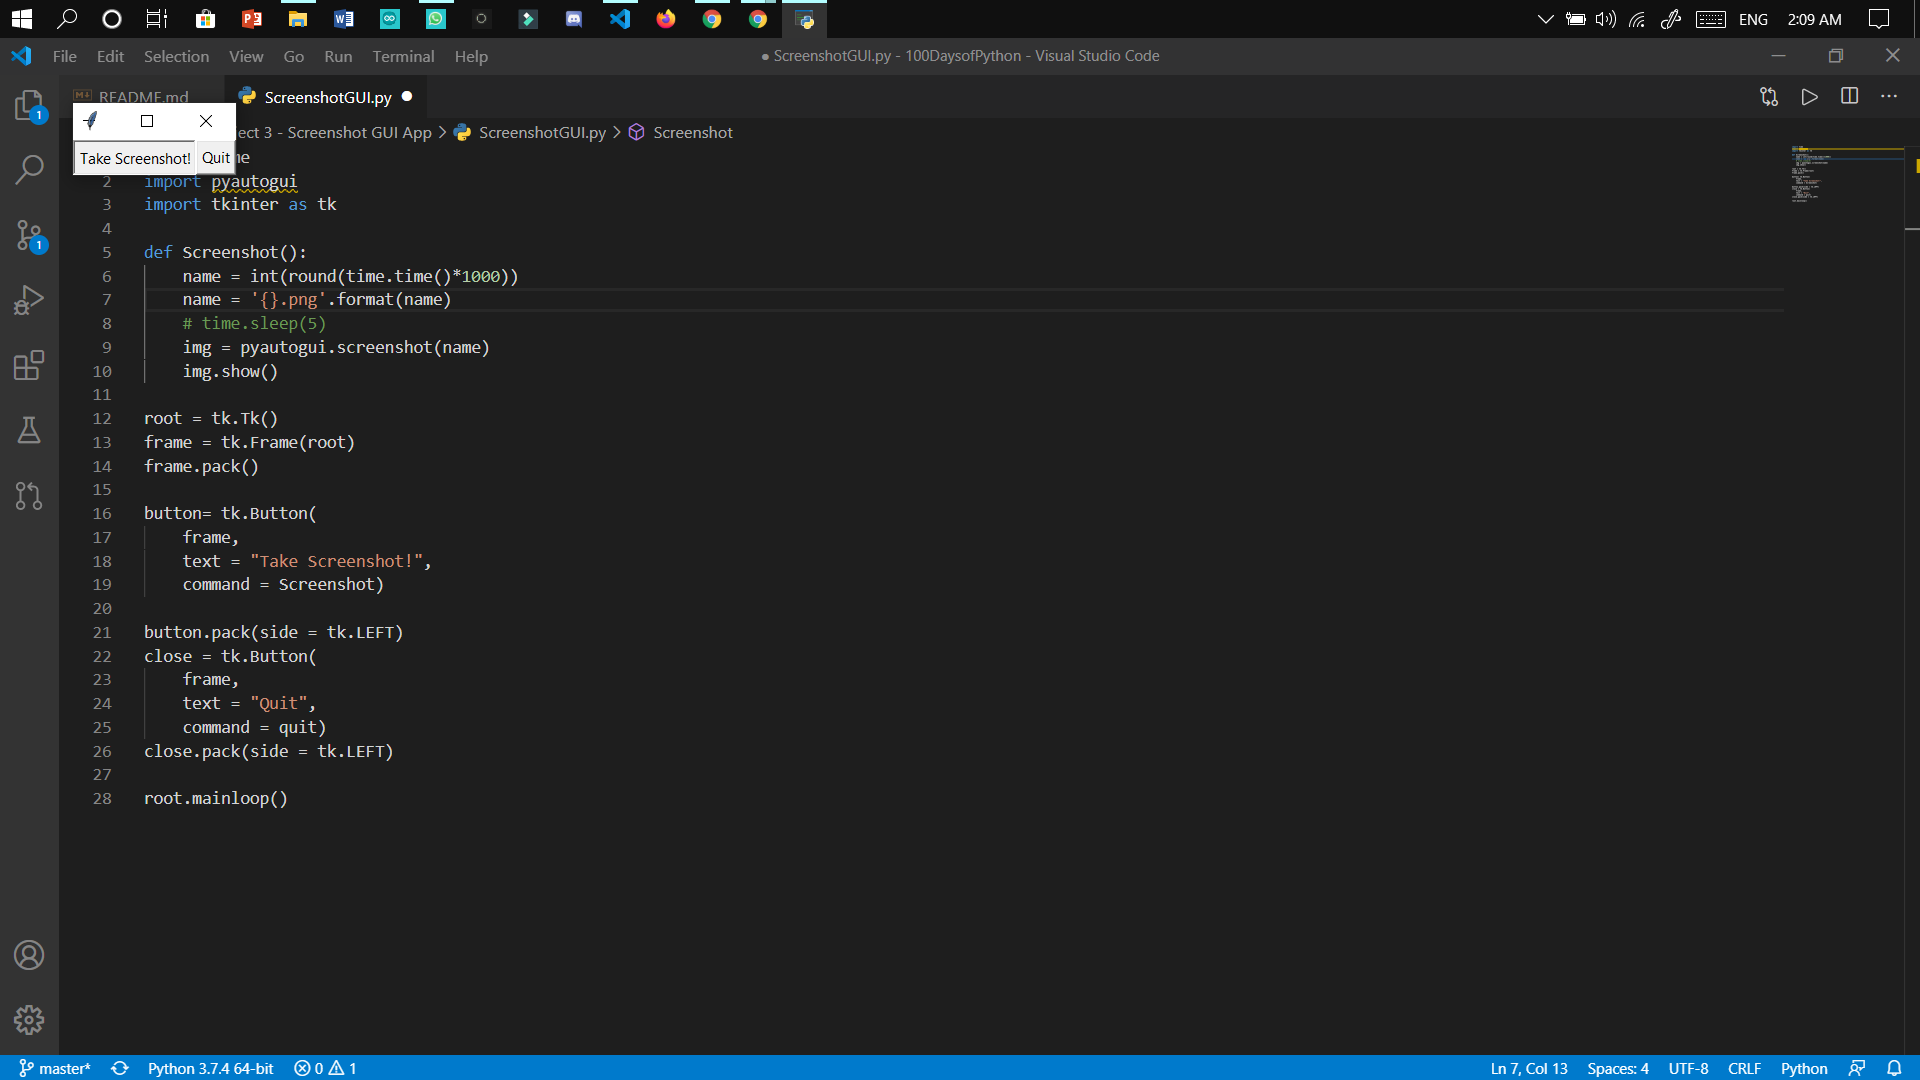 ENG 2:09 AM
File Edit Selection View Go Run Terminal Help ● ScreenshotGUI.py - 100DaysofPython - Visual Studio Code
README.md ScreenshotGUI.py
ect 3 - Screenshot GUI App > ScreenshotGUI.py > Screenshot
Take Screenshot! Quit
me
2 import pyautogui
3 import tkinter as tk
4
5 def Screenshot():
6 name = int(round(time.time()*1000))
7 name = '{}.png'.format(name)
8 # time.sleep(5)
9 img = pyautogui.screenshot(name)
10 img.show()
11
12 root = tk.Tk()
13 frame = tk.Frame(root)
14 frame.pack()
15
16 button= tk.Button(
17 frame,
18 text = "Take Screenshot!",
19 command = Screenshot)
20
21 button.pack(side = tk.LEFT)
22 close = tk.Button(
23 frame,
24 text = "Quit",
25 command = quit)
26 close.pack(side = tk.LEFT)
27
28 root.mainloop()
1
1
master* Python 3.7.4 64-bit 0 1 Ln 7, Col 13 Spaces: 4 UTF-8 CRLF Python